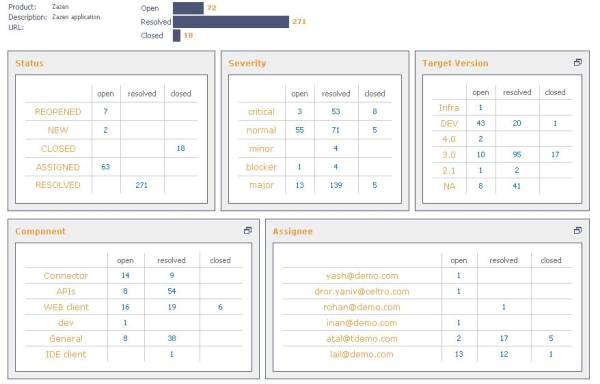 Product: Zazen
Description: Zazen application
URL:
Open 72
Resolved 271
Closed 18
Status
open resolved closed
REOPENED 7
NEW 2
CLOSED 18
ASSIGNED 63
RESOLVED 271
Severity
open resolved closed
critical 3 53 8
normal 55 71 5
minor 4
blocker 1 4
major 13 139 5
Target Version
open resolved closed
Infra 1
DEV 43 20 1
4.0 2
3.0 10 95 17
2.1 1 2
NA 8 41
Component
open resolved closed
Connector 14 9
APIs 8 54
WEB client 16 19 6
dev 1
General 8 38
IDE client 1
Assignee
open resolved closed
yash@demo.com 1
dror.yaniv@celtro.com 1
rohan@demo.com 1
inan@demo.com 1
atal@tdemo.com 2 17 5
lail@demo.com 13 12 1